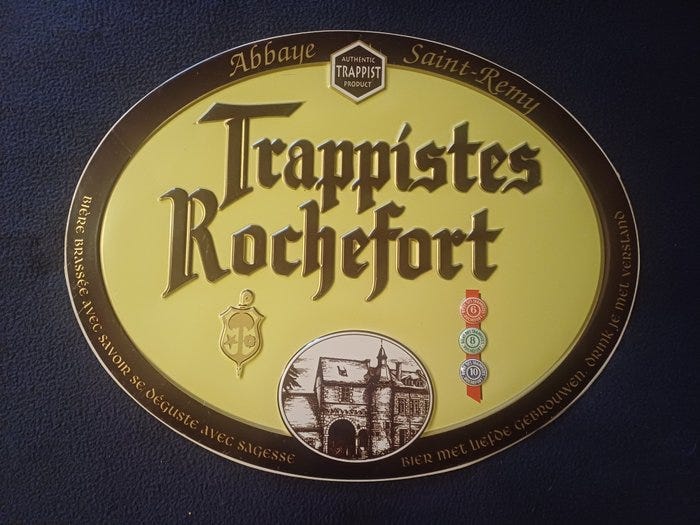 Abbaye Saint-Remy
AUTHENTIC
TRAPPIST
PRODUCT
Trappistes
Rochefort
6
8
10
BIÈRE BRASSÉE AVEC SAVOIR SE DÉGUSTE AVEC SAGESSE
BIER MET LIEFDE GEBROUWEN, DRINK JE MET VERSTAND